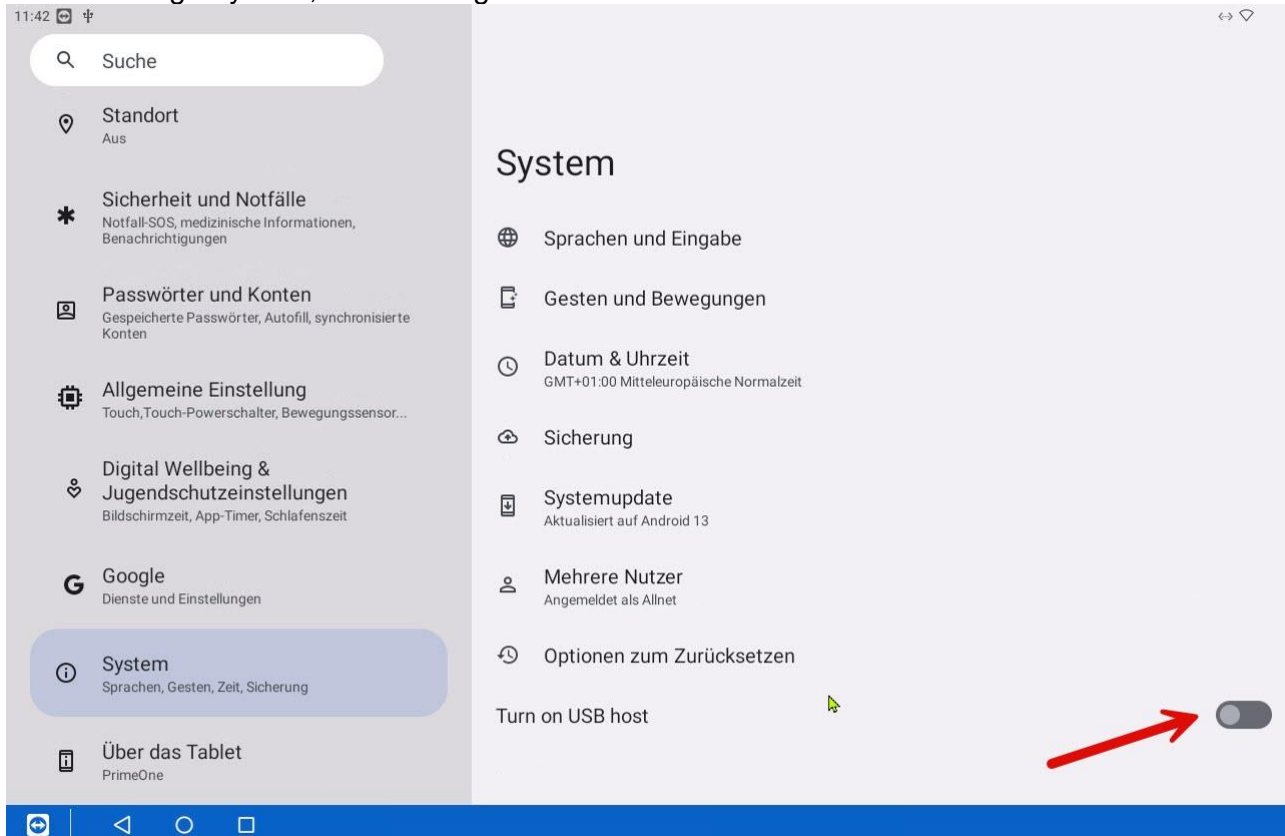 11:42
Suche
Standort
Aus
Sicherheit und Notfälle
Notfall-SOS, medizinische Informationen,
Benachrichtigungen
Passwörter und Konten
Gespeicherte Passwörter, Autofill, synchronisierte
Konten
Allgemeine Einstellung
Touch,Touch-Powerschalter, Bewegungssensor...
Digital Wellbeing &
Jugendschutzeinstellungen
Bildschirmzeit, App-Timer, Schlafenszeit
Google
Dienste und Einstellungen
System
Sprachen, Gesten, Zeit, Sicherung
Über das Tablet
PrimeOne
System
Sprachen und Eingabe
Gesten und Bewegungen
Datum & Uhrzeit
GMT+01:00 Mitteleuropäische Normalzeit
Sicherung
Systemupdate
Aktualisiert auf Android 13
Mehrere Nutzer
Angemeldet als Allnet
Optionen zum Zurücksetzen
Turn on USB host